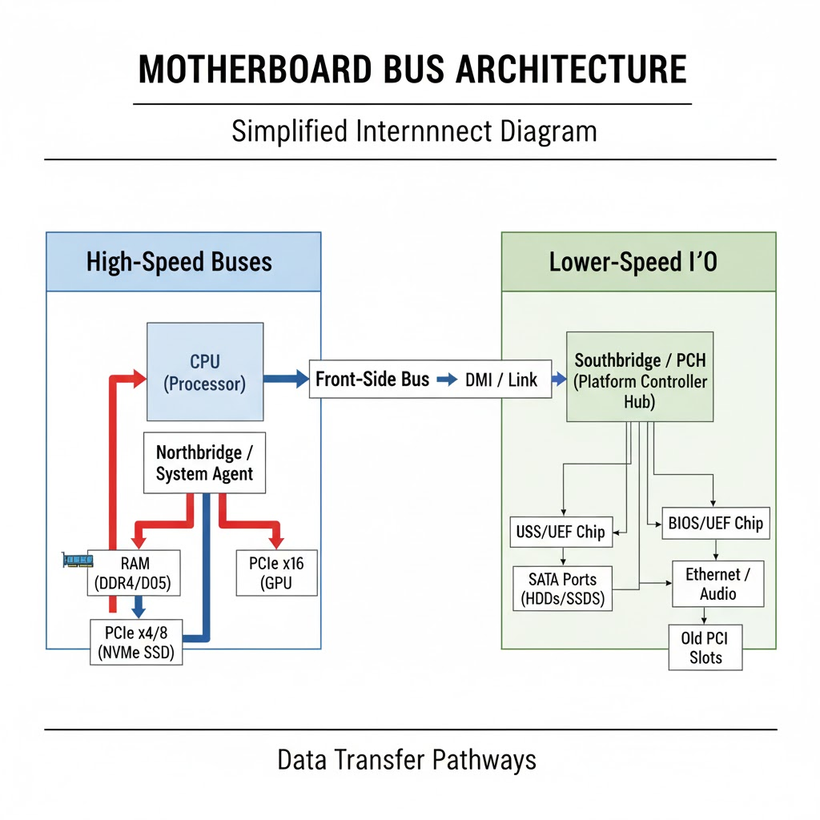 MOTHERBOARD BUS ARCHITECTURE
Simplified Internnnect Diagram
High-Speed Buses
CPU
(Processor)
Northbridge /
System Agent
RAM
(DDR4/D05)
PCIe x16
(GPU
PCIe x4/8
(NVMe SSD)
Front-Side Bus
DMI / Link
Lower-Speed I'O
Southbridge / PCH
(Platform Controller
Hub)
USS/UEF Chip
BIOS/UEF Chip
SATA Ports
(HDDs/SSDS)
Ethernet /
Audio
Old PCI
Slots
Data Transfer Pathways